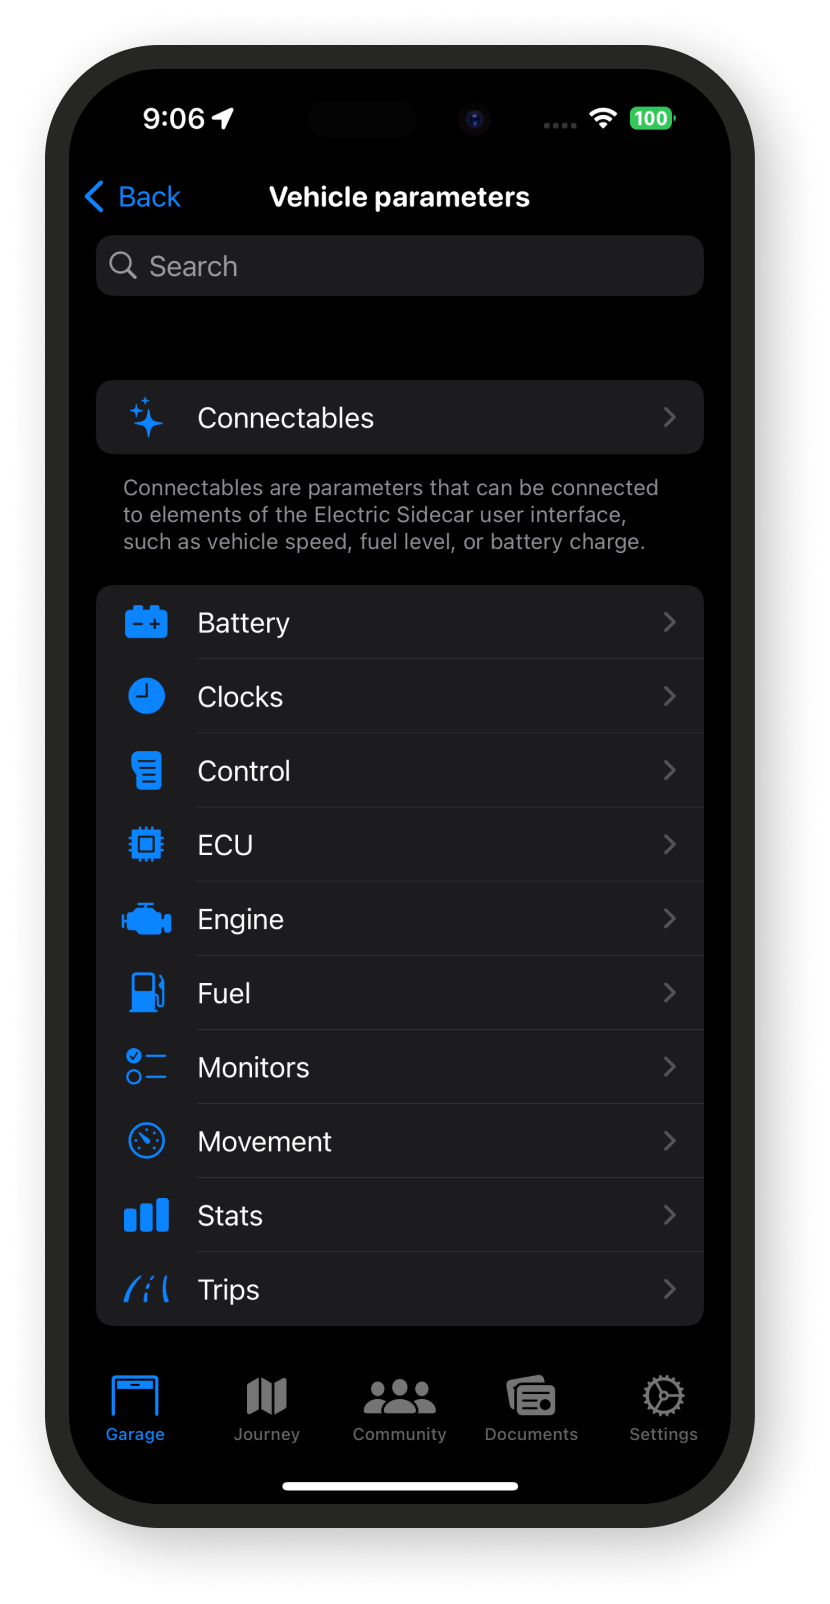 9:06
100
Back
Vehicle parameters
Search
Connectables
Connectables are parameters that can be connected
to elements of the Electric Sidecar user interface,
such as vehicle speed, fuel level, or battery charge.
Battery
Clocks
Control
ECU
Engine
Fuel
Monitors
Movement
Stats
Trips
Garage
Journey
Community
Documents
Settings